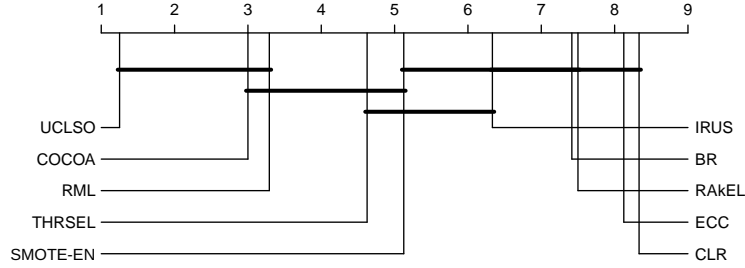 1 2 3 4 5 6 7 8 9
UCLSO IRUS
COCOA BR
RML RAkEL
THRSEL ECC
SMOTE-EN CLR